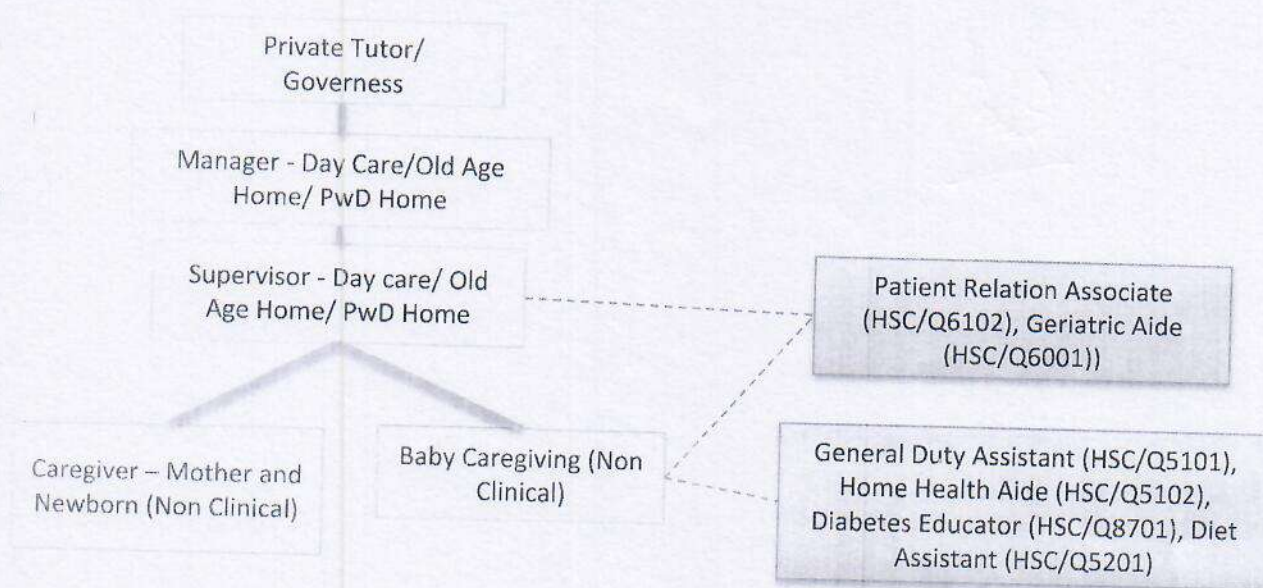 Private Tutor/
Governess
Manager - Day Care/Old Age
Home/ PwD Home
Supervisor - Day care/ Old
Age Home/ PwD Home
Patient Relation Associate
(HSC/Q6102), Geriatric Aide
(HSC/Q6001))
Caregiver – Mother and
Newborn (Non Clinical)
Baby Caregiving (Non
Clinical)
General Duty Assistant (HSC/Q5101),
Home Health Aide (HSC/Q5102),
Diabetes Educator (HSC/Q8701), Diet
Assistant (HSC/Q5201)